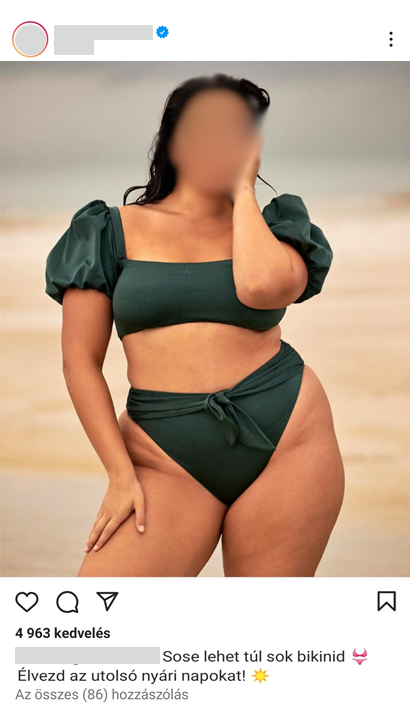 4 963 kedvelés
Sose lehet túl sok bikinid 👙
Élvezd az utolsó nyári napokat! ☀️
Az összes (86) hozzászólás